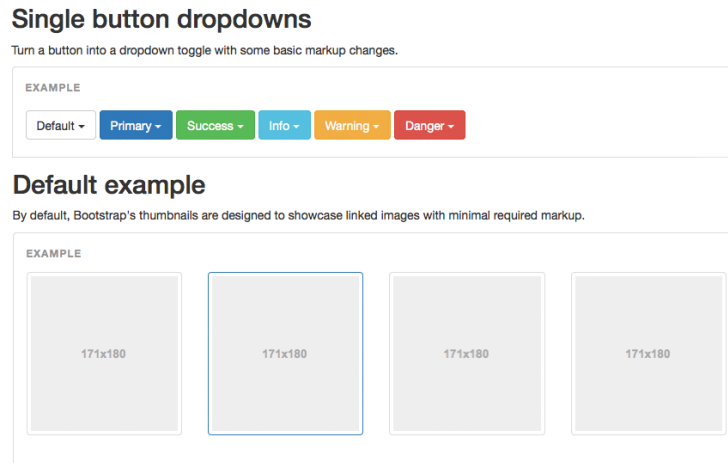 Single button dropdowns
Turn a button into a dropdown toggle with some basic markup changes.
EXAMPLE
Default Primary Success Info Warning Danger
Default example
By default, Bootstrap's thumbnails are designed to showcase linked images with minimal required markup.
EXAMPLE
171x180 171x180 171x180 171x180